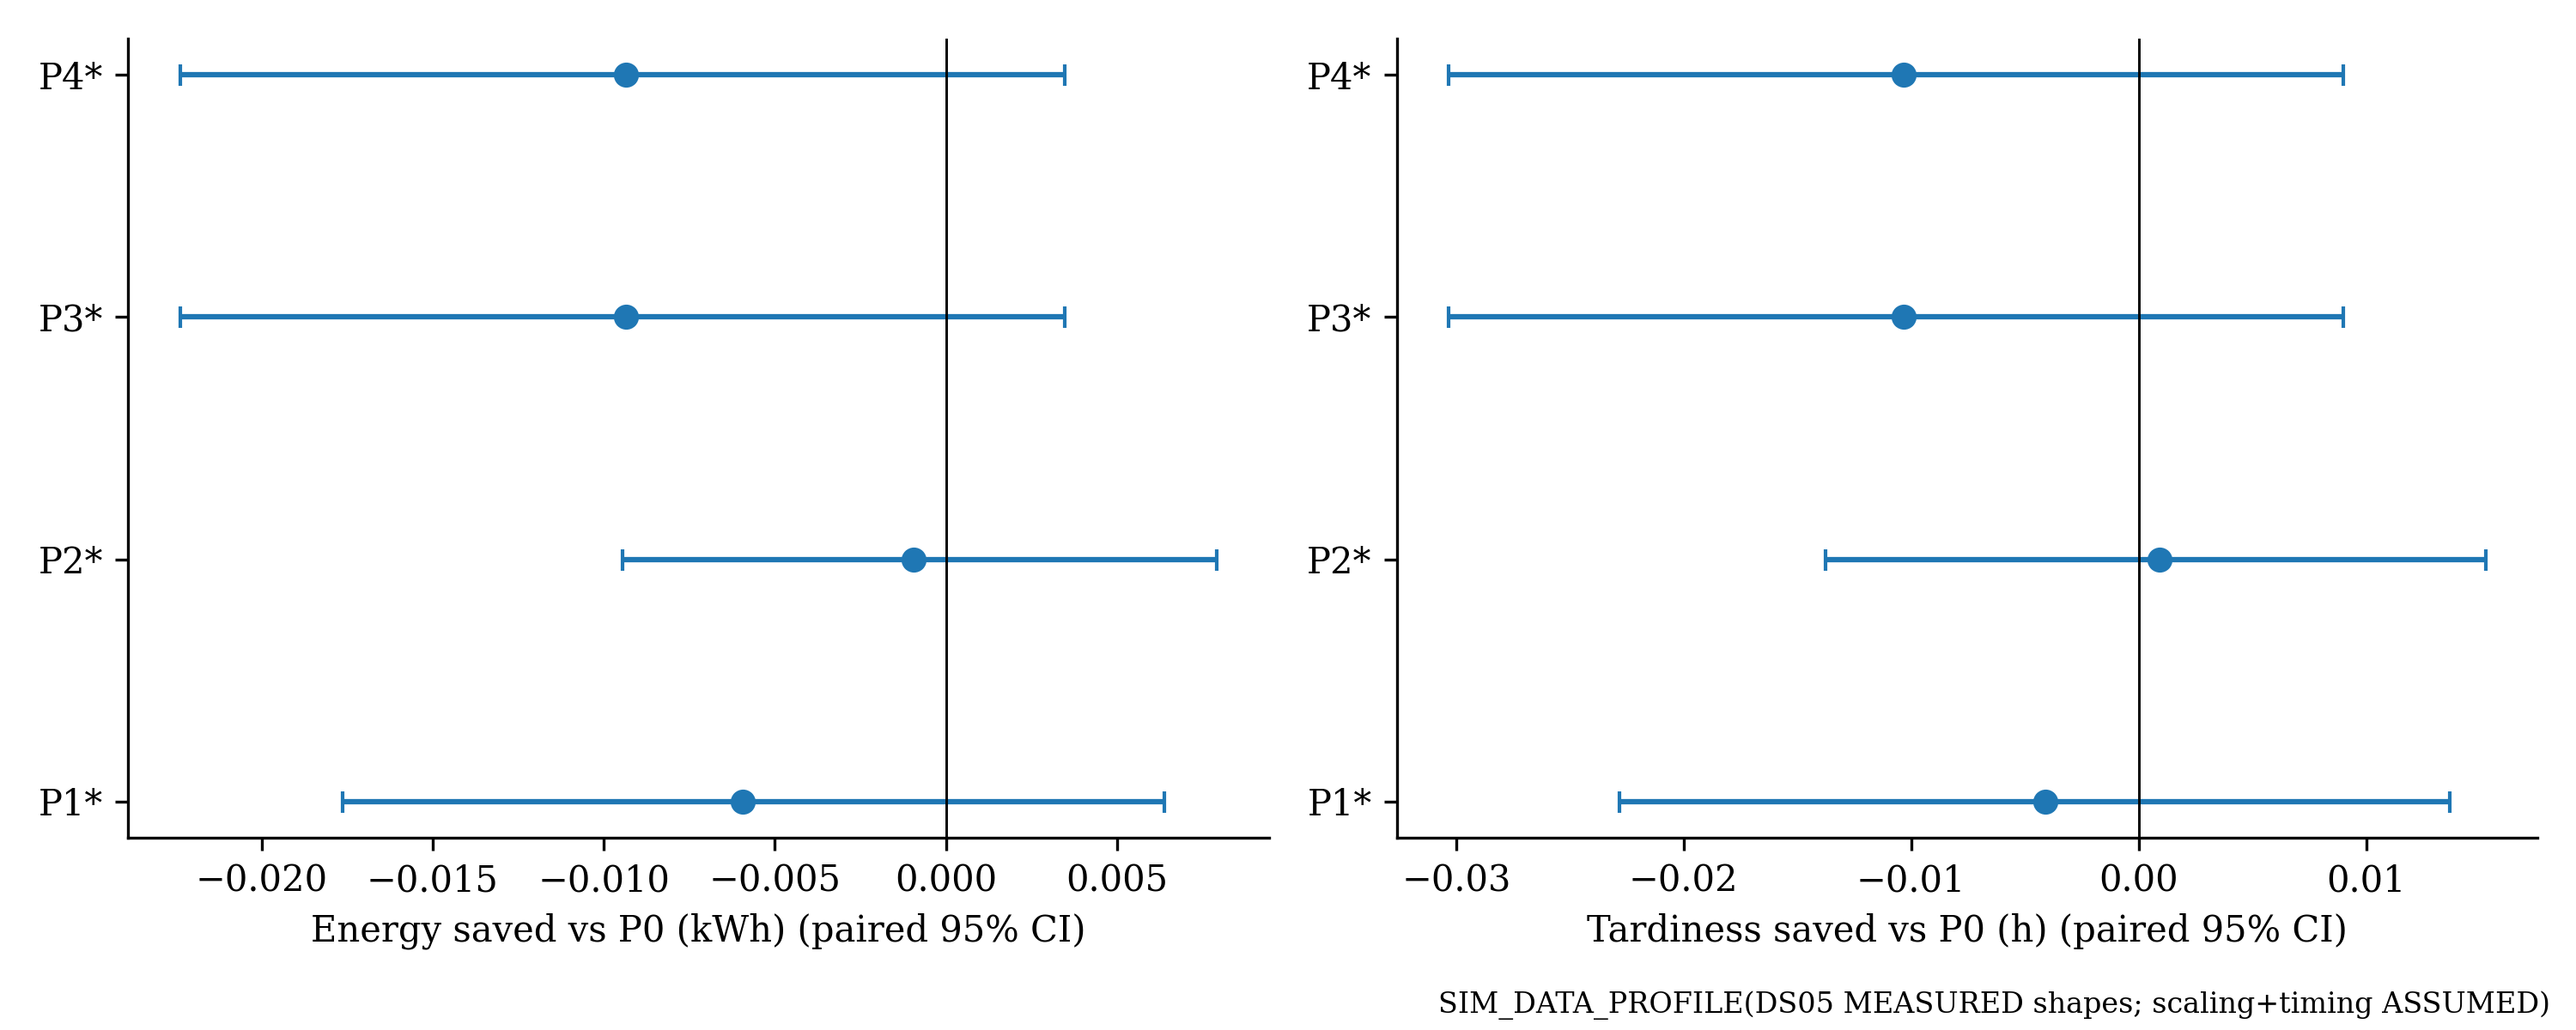 P4*
P3*
P2*
P1*
−0.020 −0.015 −0.010 −0.005 0.000 0.005
Energy saved vs P0 (kWh) (paired 95% CI)
P4*
P3*
P2*
P1*
−0.03 −0.02 −0.01 0.00 0.01
Tardiness saved vs P0 (h) (paired 95% CI)
SIM_DATA_PROFILE(DS05 MEASURED shapes; scaling+timing ASSUMED)